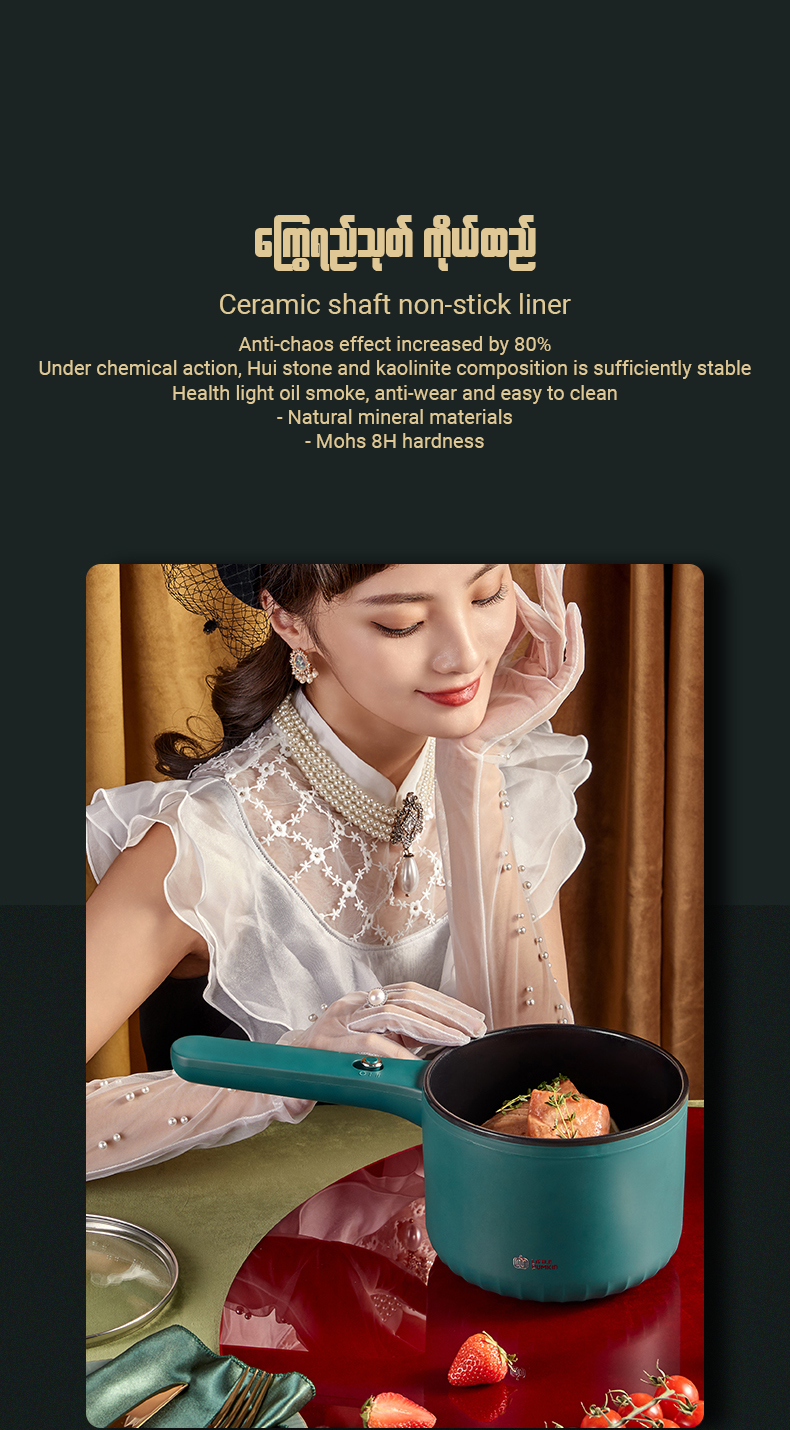 ကြွေရည်သုတ် ကိုယ်ထည်
Ceramic shaft non-stick liner
Anti-chaos effect increased by 80%
Under chemical action, Hui stone and kaolinite composition is sufficiently stable
Health light oil smoke, anti-wear and easy to clean
- Natural mineral materials
- Mohs 8H hardness